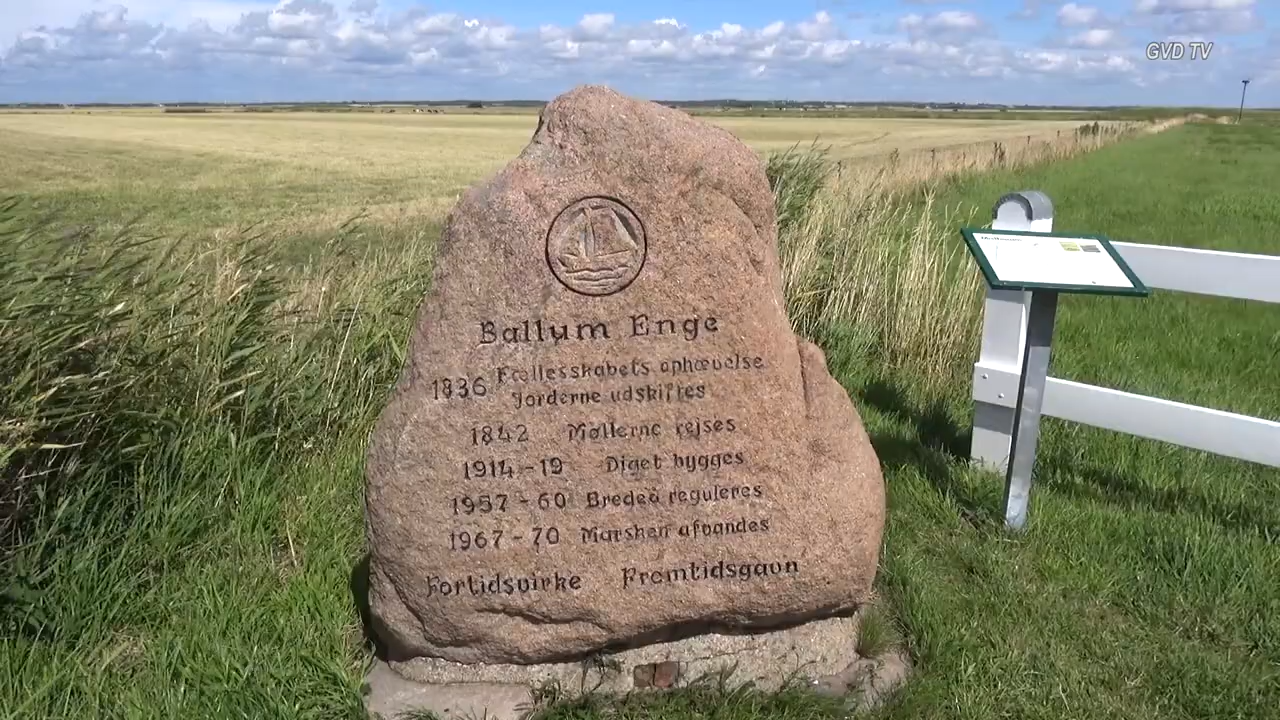 GVD TV
Ballum Enge
1836 Fællesskabets ophævelse
Jorderne udskiftes
1842 Møllerne rejses
1914-19 Diget bygges
1957-60 Bredeå reguleres
1967-70 Marsken afvandes
Fortidsvirke Fremtidsgavn